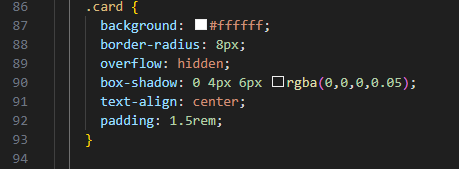 86 .card {
87 background: #ffffff;
88 border-radius: 8px;
89 overflow: hidden;
90 box-shadow: 0 4px 6px rgba(0,0,0,0.05);
91 text-align: center;
92 padding: 1.5rem;
93 }
94